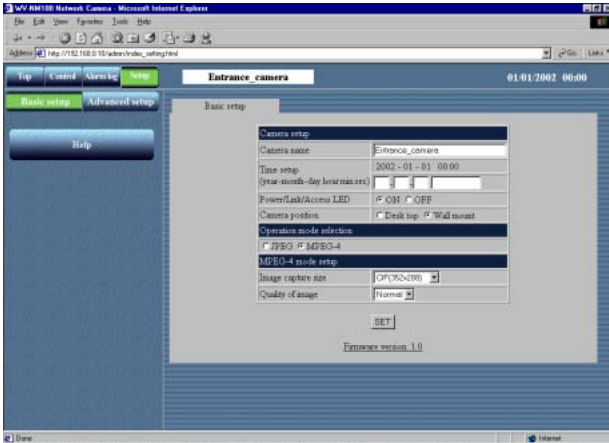 WV-NM100 Network Camera - Microsoft Internet Explorer
File Edit View Favorites Tools Help
Address http://192.168.0.10/admin/index_setting.html Go Links
Top Control Alarm log Setup Entrance_camera 01/01/2002 00:00
Basic setup Advanced setup
Help
Basic setup
Camera setup
Camera name Entrance_camera
Time setup
(year-month-day hour:min:sec)
2002 - 01 - 01 00:00
Power/Link/Access LED ON OFF
Camera position Desk top Wall mount
Operation mode selection
JPEG MPEG-4
MPEG-4 mode setup
Image capture size CIF(352x288)
Quality of image Normal
SET
Firmware version: 1.0
Done Internet